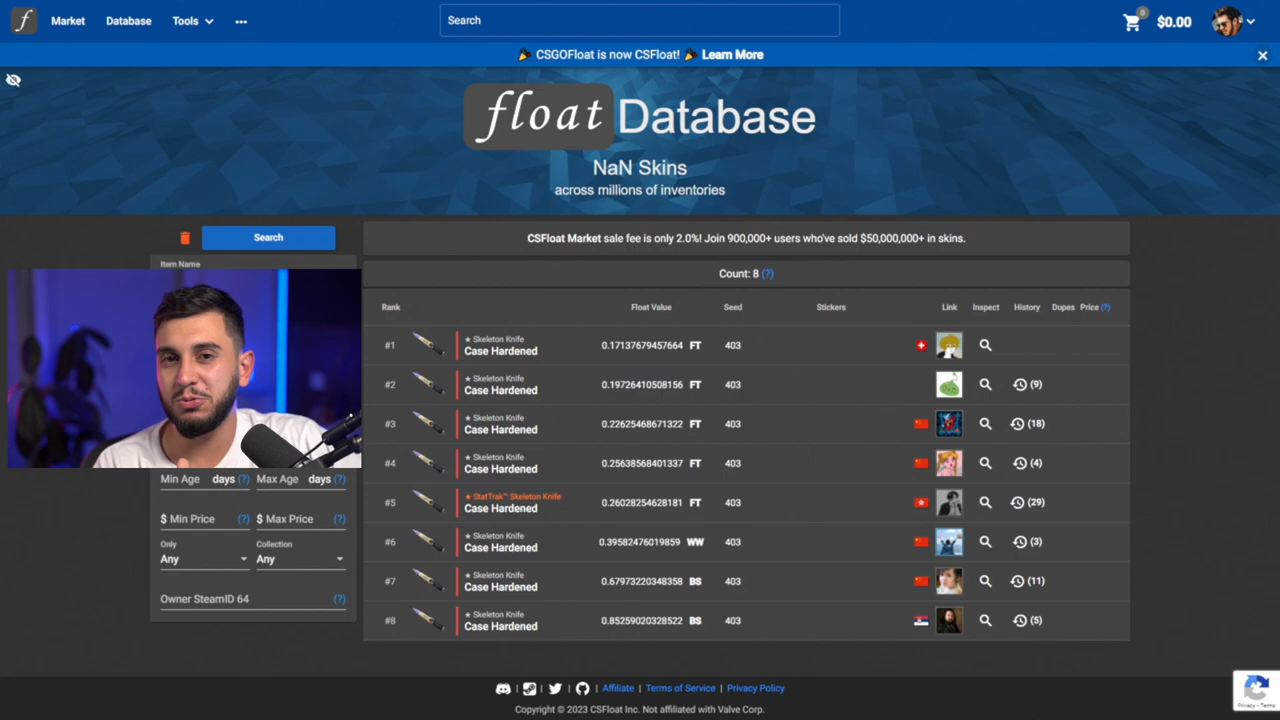 f Market Database Tools ••• Search 0 $0.00
🎉 CSGOFloat is now CSFloat! 🎉 Learn More
float Database
NaN Skins
across millions of inventories
Search
CSFloat Market sale fee is only 2.0%! Join 900,000+ users who've sold $50,000,000+ in skins.
Item Name
Count: 8 (?)
Rank Float Value Seed Stickers Link Inspect History Dupes Price (?)
#1 ★ Skeleton Knife Case Hardened 0.17137679457664 FT 403
#2 ★ Skeleton Knife Case Hardened 0.19726410508156 FT 403 (9)
#3 ★ Skeleton Knife Case Hardened 0.22625468671322 FT 403 (18)
#4 ★ Skeleton Knife Case Hardened 0.25638568401337 FT 403 (4)
#5 ★ StatTrak™ Skeleton Knife Case Hardened 0.26028254628181 FT 403 (29)
#6 ★ Skeleton Knife Case Hardened 0.39582476019859 WW 403 (3)
#7 ★ Skeleton Knife Case Hardened 0.67973220348358 BS 403 (11)
#8 ★ Skeleton Knife Case Hardened 0.85259020328522 BS 403 (5)
Min Age days (?) Max Age days (?)
$ Min Price (?) $ Max Price (?)
Only Collection
Any Any
Owner SteamID 64 (?)
Affiliate | Terms of Service | Privacy Policy
Copyright © 2023 CSFloat Inc. Not affiliated with Valve Corp.
Privacy - Terms